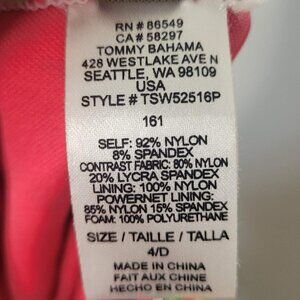 RN # 86549
CA # 58297
TOMMY BAHAMA
428 WESTLAKE AVE N
SEATTLE, WA 98109
USA
STYLE # TSW52516P
161
SELF: 92% NYLON
8% SPANDEX
CONTRAST FABRIC: 80% NYLON
20% LYCRA SPANDEX
LINING: 100% NYLON
POWERNET LINING:
85% NYLON 15% SPANDEX
FOAM: 100% POLYURETHANE
SIZE / TAILLE / TALLA
4/D
MADE IN CHINA
FAIT AUX CHINE
HECHO EN CHINA